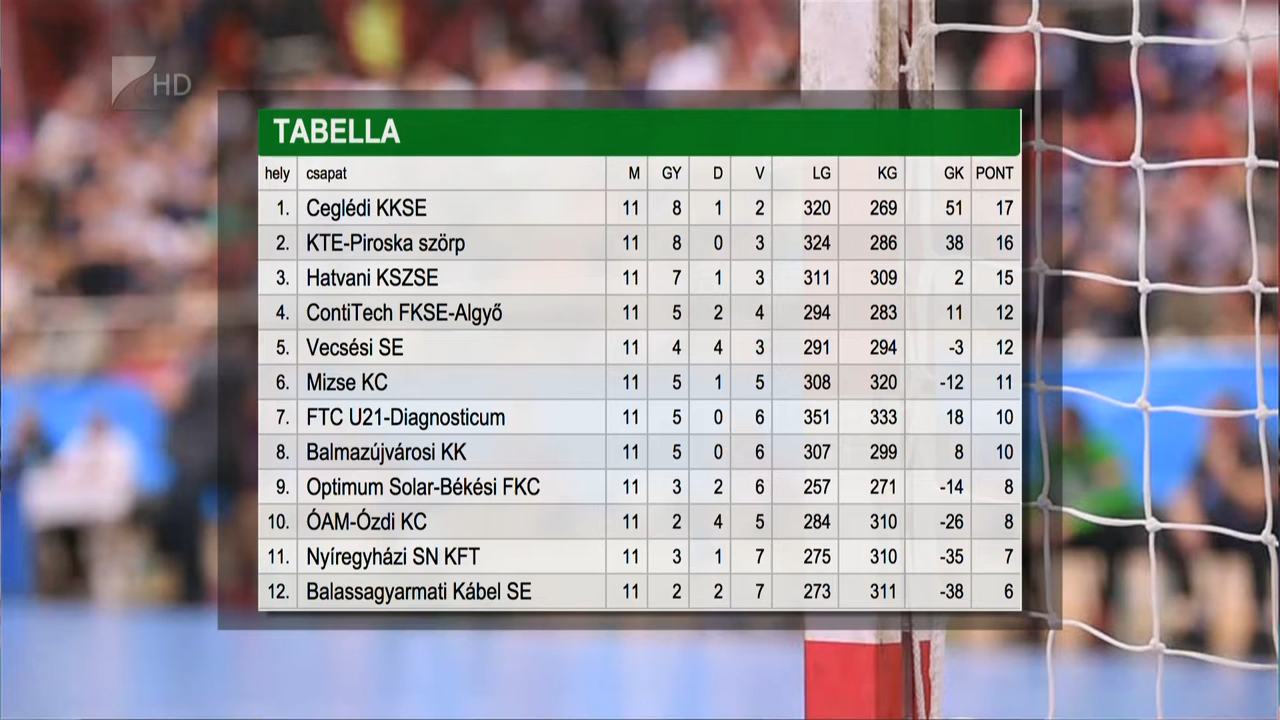 HD
TABELLA
hely csapat M GY D V LG KG GK PONT
1. Ceglédi KKSE 11 8 1 2 320 269 51 17
2. KTE-Piroska szörp 11 8 0 3 324 286 38 16
3. Hatvani KSZSE 11 7 1 3 311 309 2 15
4. ContiTech FKSE-Algyő 11 5 2 4 294 283 11 12
5. Vecsési SE 11 4 4 3 291 294 -3 12
6. Mizse KC 11 5 1 5 308 320 -12 11
7. FTC U21-Diagnosticum 11 5 0 6 351 333 18 10
8. Balmazújvárosi KK 11 5 0 6 307 299 8 10
9. Optimum Solar-Békési FKC 11 3 2 6 257 271 -14 8
10. ÓAM-Ózdi KC 11 2 4 5 284 310 -26 8
11. Nyíregyházi SN KFT 11 3 1 7 275 310 -35 7
12. Balassagyarmati Kábel SE 11 2 2 7 273 311 -38 6